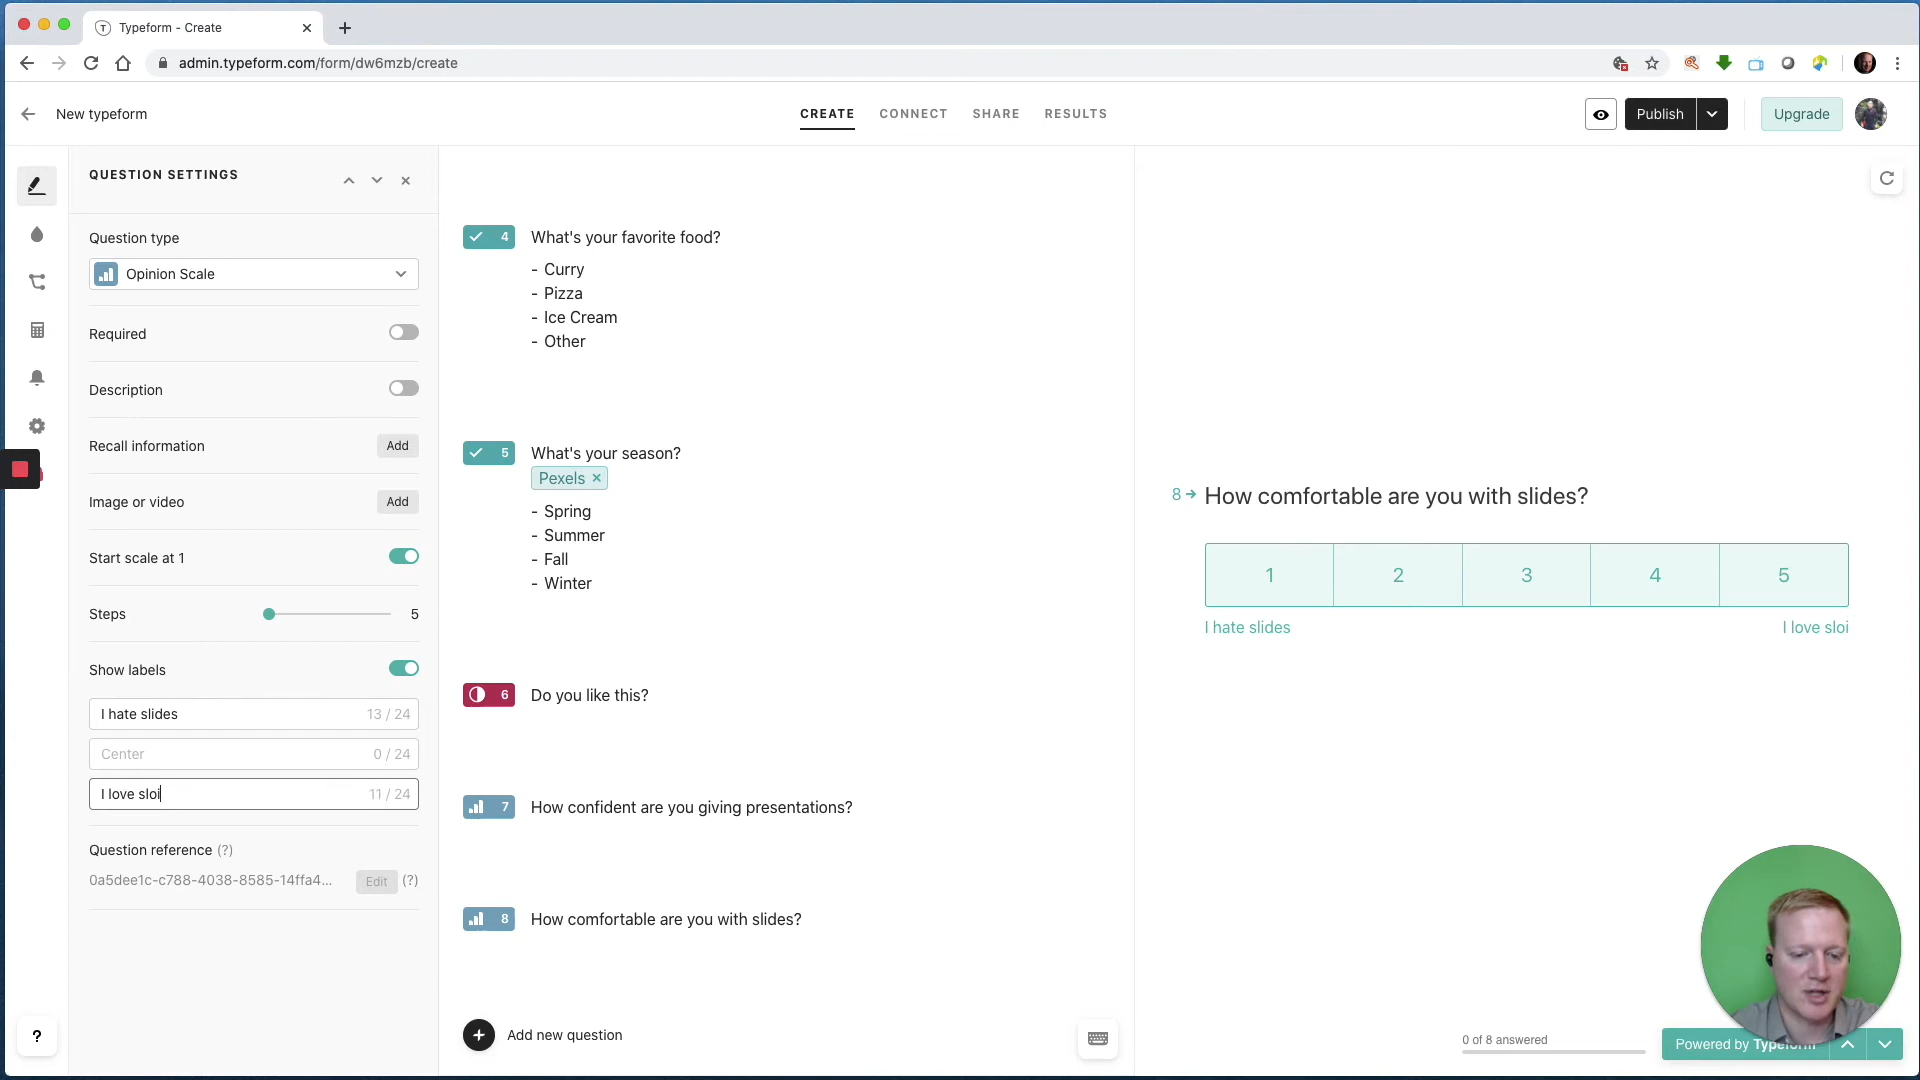 Typeform - Create
admin.typeform.com/form/dw6mzb/create
New typeform
CREATE
CONNECT
SHARE
RESULTS
Publish
Upgrade
QUESTION SETTINGS
Question type
Opinion Scale
Required
Description
Recall information
Add
Image or video
Add
Start scale at 1
Steps
5
Show labels
I hate slides
13 / 24
Center
0 / 24
I love sloi
11 / 24
Question reference (?)
0a5dee1c-c788-4038-8585-14ffa4...
Edit
(?)
?
4
What's your favorite food?
- Curry
- Pizza
- Ice Cream
- Other
5
What's your season?
Pexels ×
- Spring
- Summer
- Fall
- Winter
6
Do you like this?
7
How confident are you giving presentations?
8
How comfortable are you with slides?
Add new question
8 → How comfortable are you with slides?
1
2
3
4
5
I hate slides
I love sloi
0 of 8 answered
Powered by Typeform